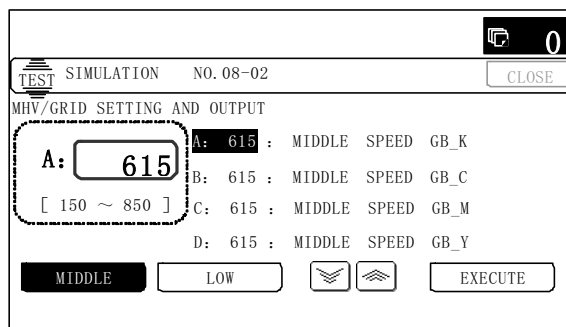 0
TEST SIMULATION NO. 08-02 CLOSE
MHV/GRID SETTING AND OUTPUT
A: 615
[ 150 ~ 850 ]
A: 615 : MIDDLE SPEED GB_K
B: 615 : MIDDLE SPEED GB_C
C: 615 : MIDDLE SPEED GB_M
D: 615 : MIDDLE SPEED GB_Y
MIDDLE LOW EXECUTE